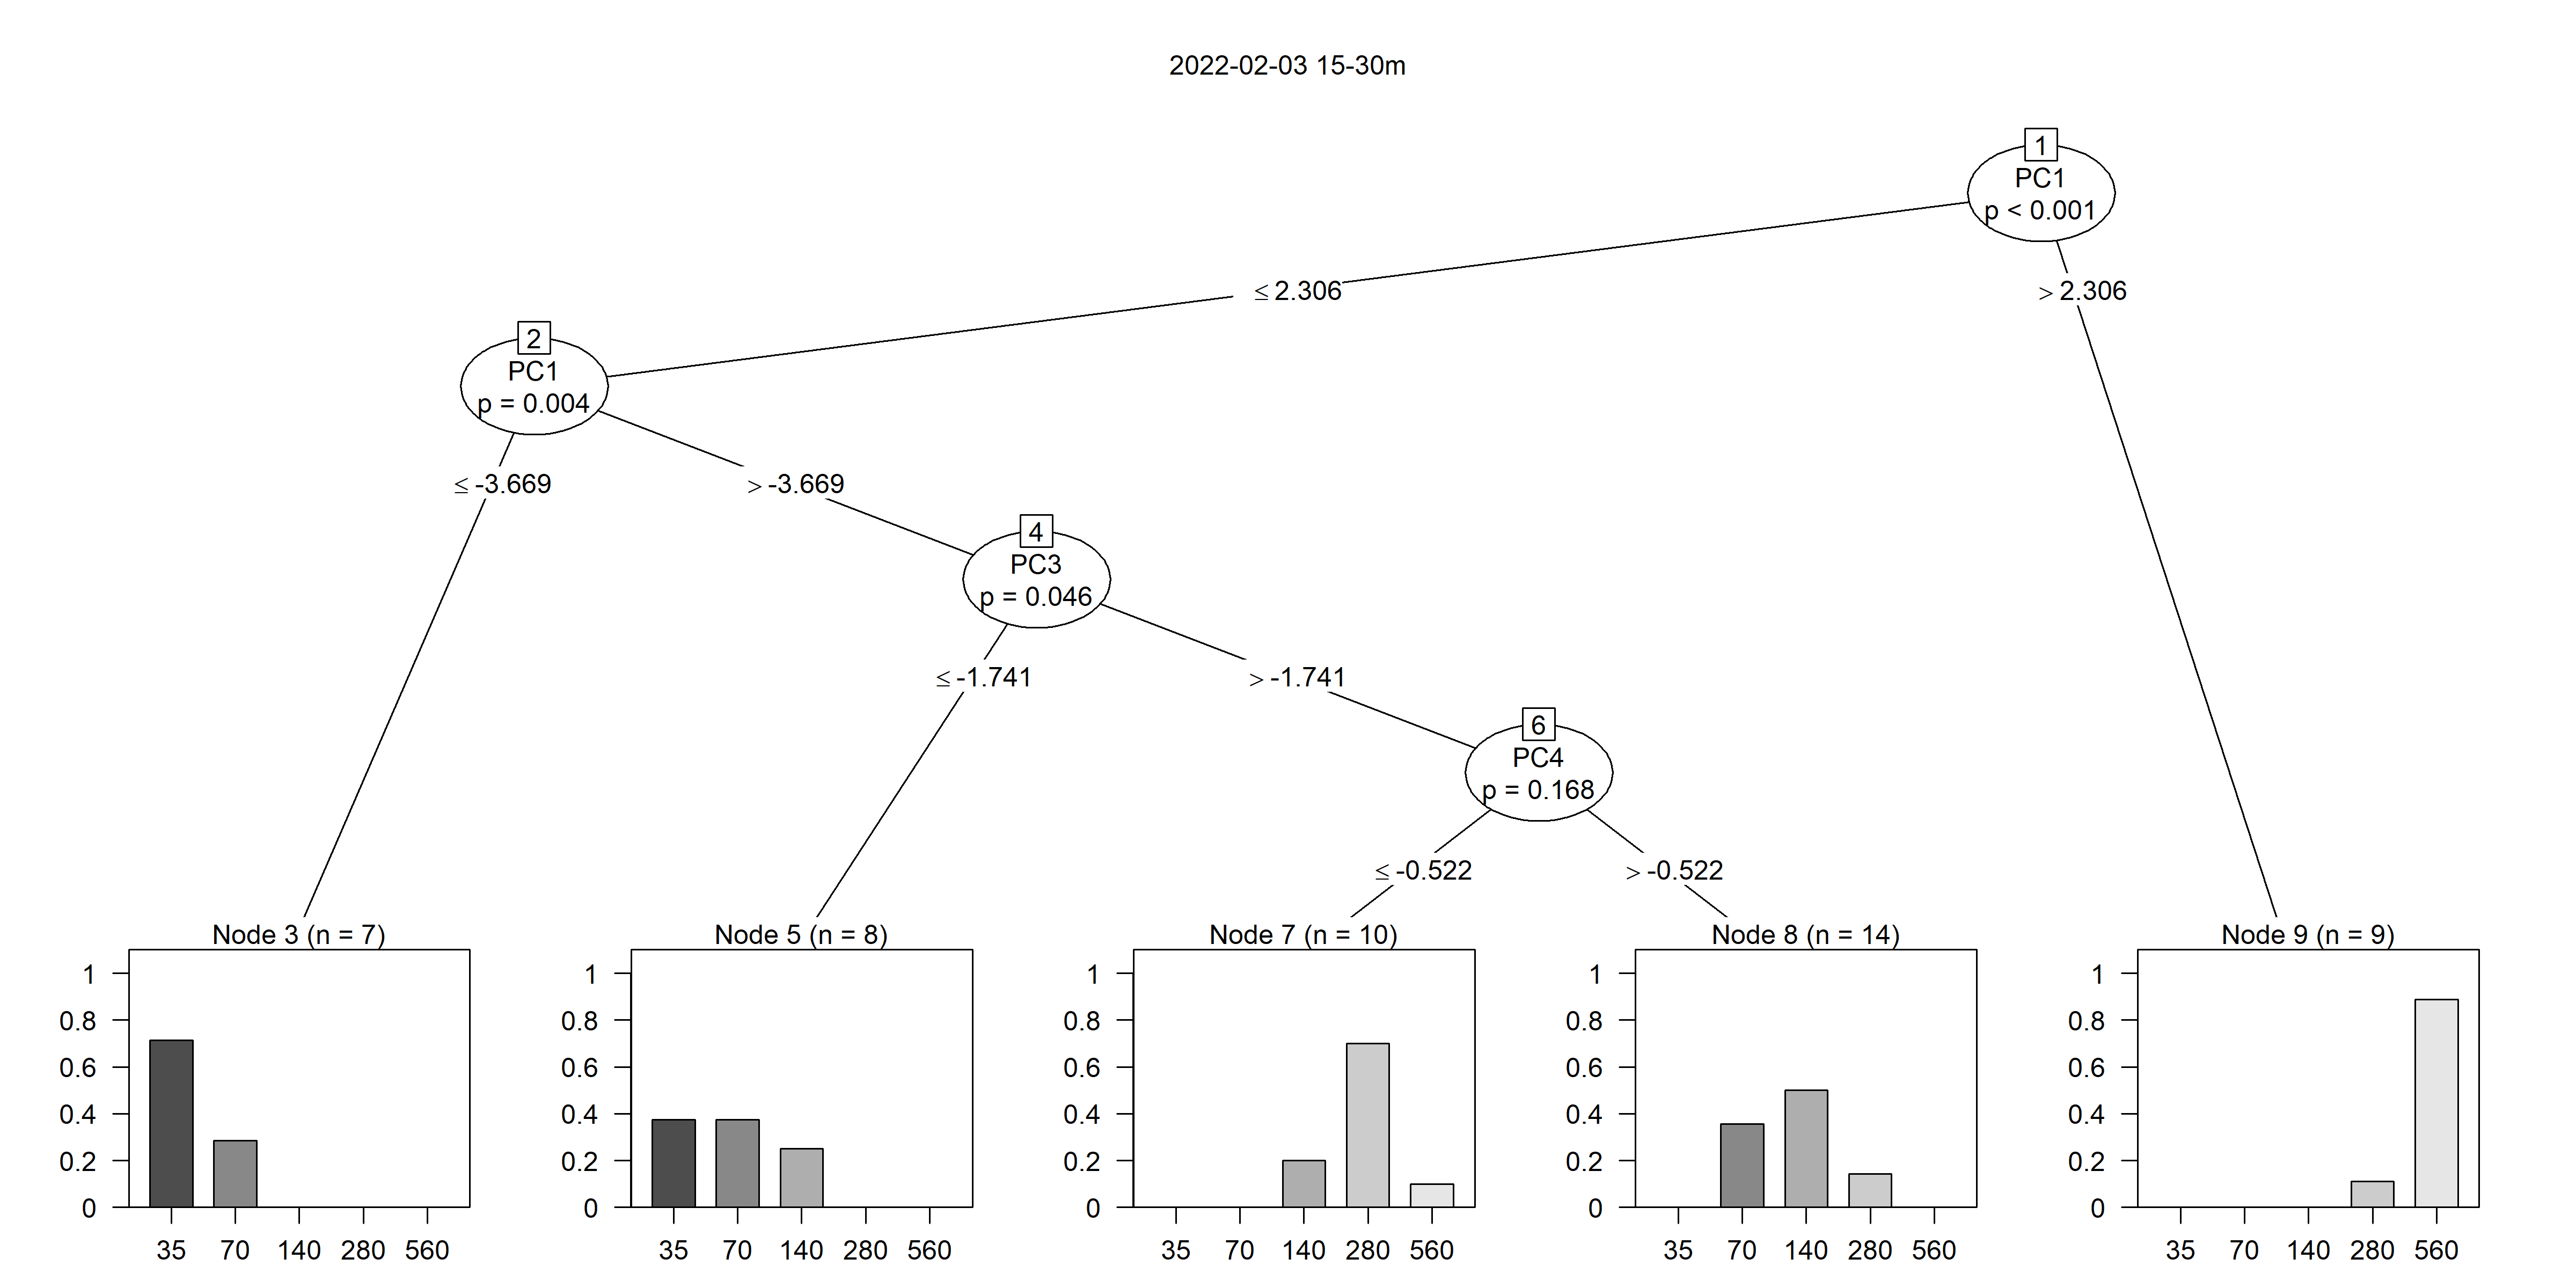 2022-02-03 15-30m
1
PC1
p < 0.001
≤ 2.306
> 2.306
2
PC1
p = 0.004
≤ -3.669
> -3.669
4
PC3
p = 0.046
≤ -1.741
> -1.741
6
PC4
p = 0.168
≤ -0.522
> -0.522
Node 3 (n = 7)
1
0.8
0.6
0.4
0.2
0
35 70 140 280 560
Node 5 (n = 8)
1
0.8
0.6
0.4
0.2
0
35 70 140 280 560
Node 7 (n = 10)
1
0.8
0.6
0.4
0.2
0
35 70 140 280 560
Node 8 (n = 14)
1
0.8
0.6
0.4
0.2
0
35 70 140 280 560
Node 9 (n = 9)
1
0.8
0.6
0.4
0.2
0
35 70 140 280 560